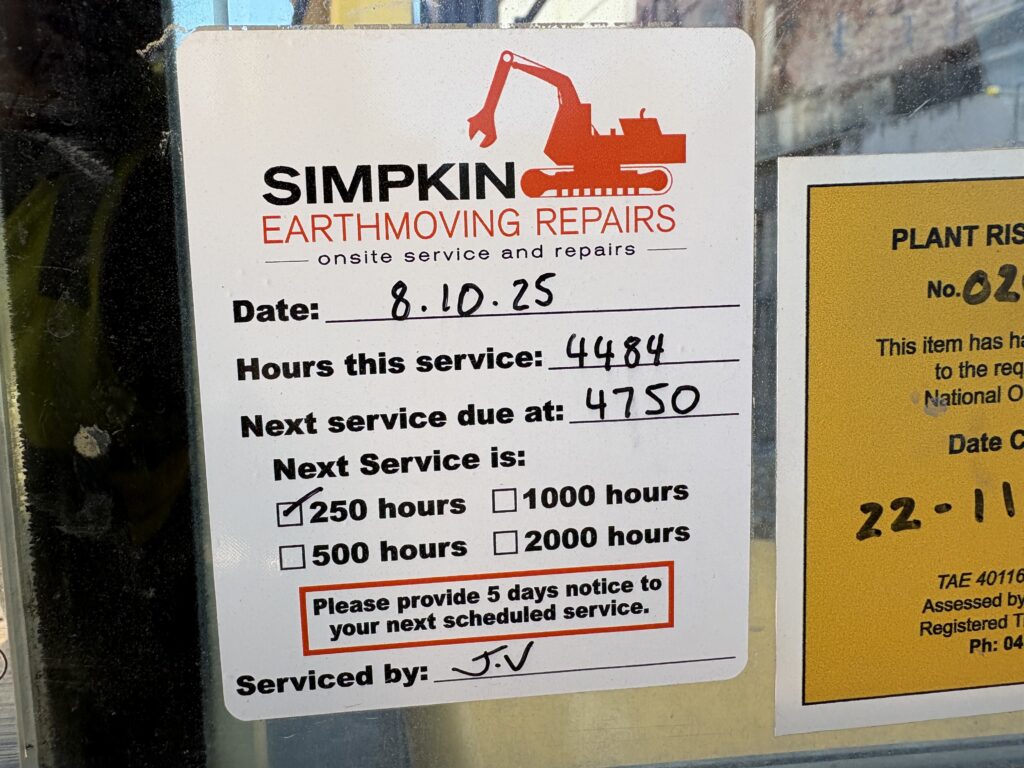 SIMPKIN
EARTHMOVING REPAIRS
onsite service and repairs
Date: 8.10.25
Hours this service: 4484
Next service due at: 4750
Next Service is:
250 hours 1000 hours
500 hours 2000 hours
Please provide 5 days notice to
your next scheduled service.
Serviced by: J.V
PLANT RIS
No. 02
This item has ha
to the req
National O
Date C
22-11
TAE 40116
Assessed by
Registered T
Ph: 04